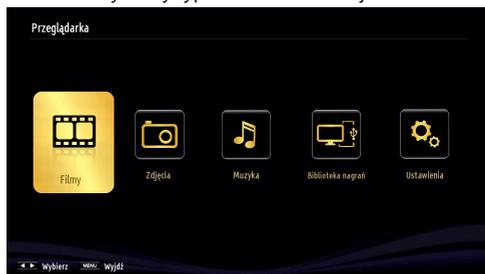 Przeglądarka
Filmy
Zdjęcia
Muzyka
Biblioteka nagrań
Ustawienia
Wybierz MENU Wyjdź